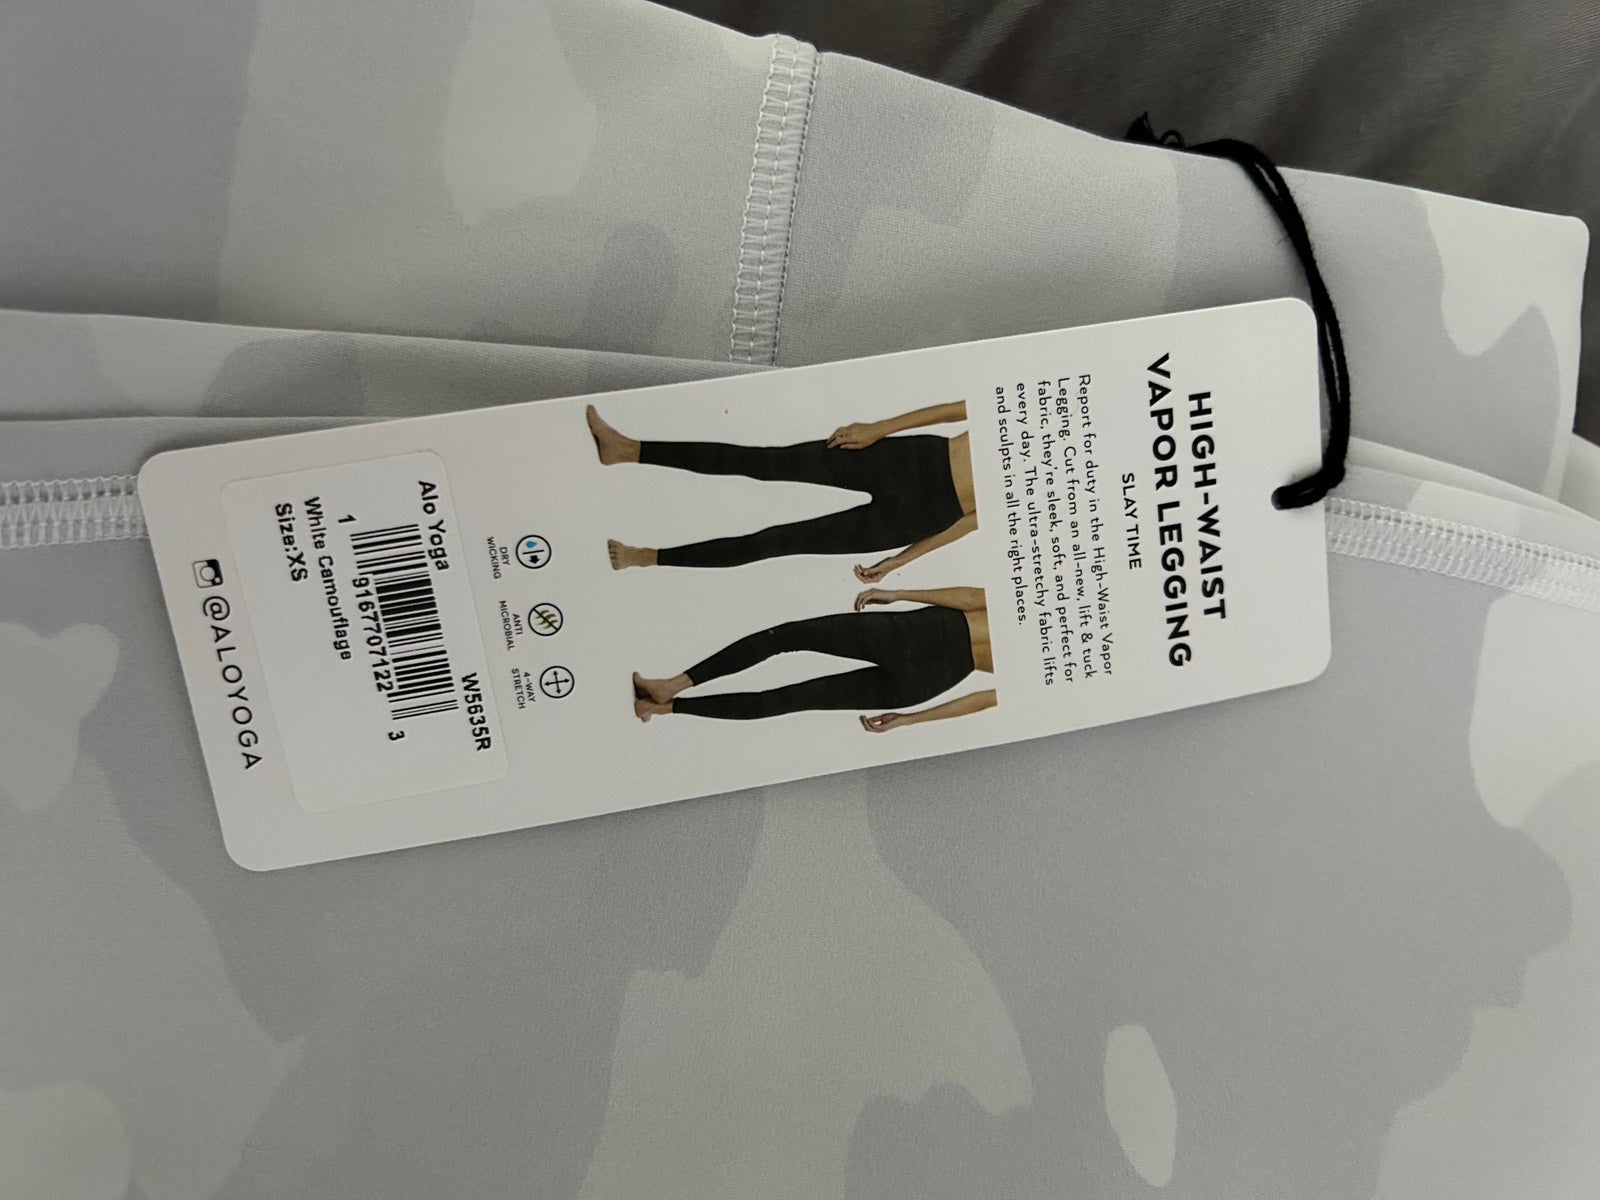 HIGH-WAIST
VAPOR LEGGING
SLAY TIME
Report for duty in the High-Waist Vapor
Legging. Cut from an all-new, lift & tuck
fabric, they're sleek, soft, and perfect for
every day. The ultra-stretchy fabric lifts
and sculpts in all the right places.
DRY
WICKING
ANTI
MICROBIAL
4-WAY
STRETCH
Alo Yoga
W5635R
1 91677 07122 3
White Camouflage
Size:XS
@ALOYOGA